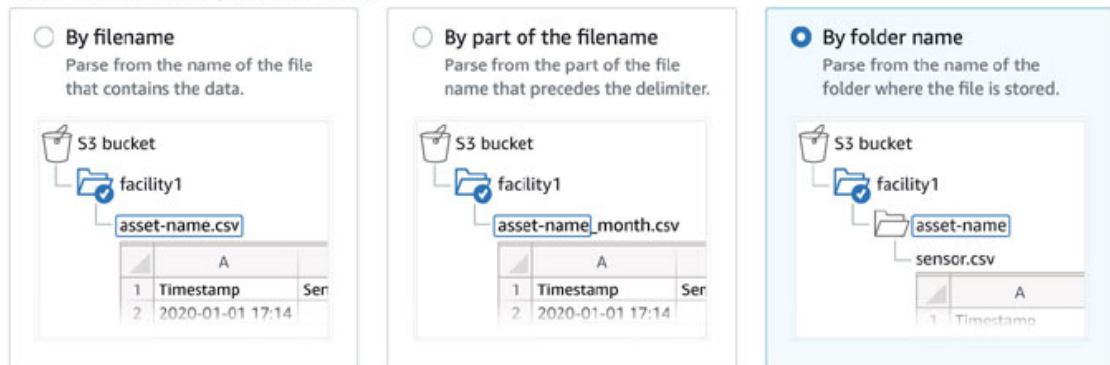 By filename
Parse from the name of the file
that contains the data.
S3 bucket
facility1
asset-name.csv
A
1 Timestamp Sen
2 2020-01-01 17:14
By part of the filename
Parse from the part of the file
name that precedes the delimiter.
S3 bucket
facility1
asset-name_month.csv
A
1 Timestamp Ser
2 2020-01-01 17:14
By folder name
Parse from the name of the
folder where the file is stored.
S3 bucket
facility1
asset-name
sensor.csv
A
1 Timestamp